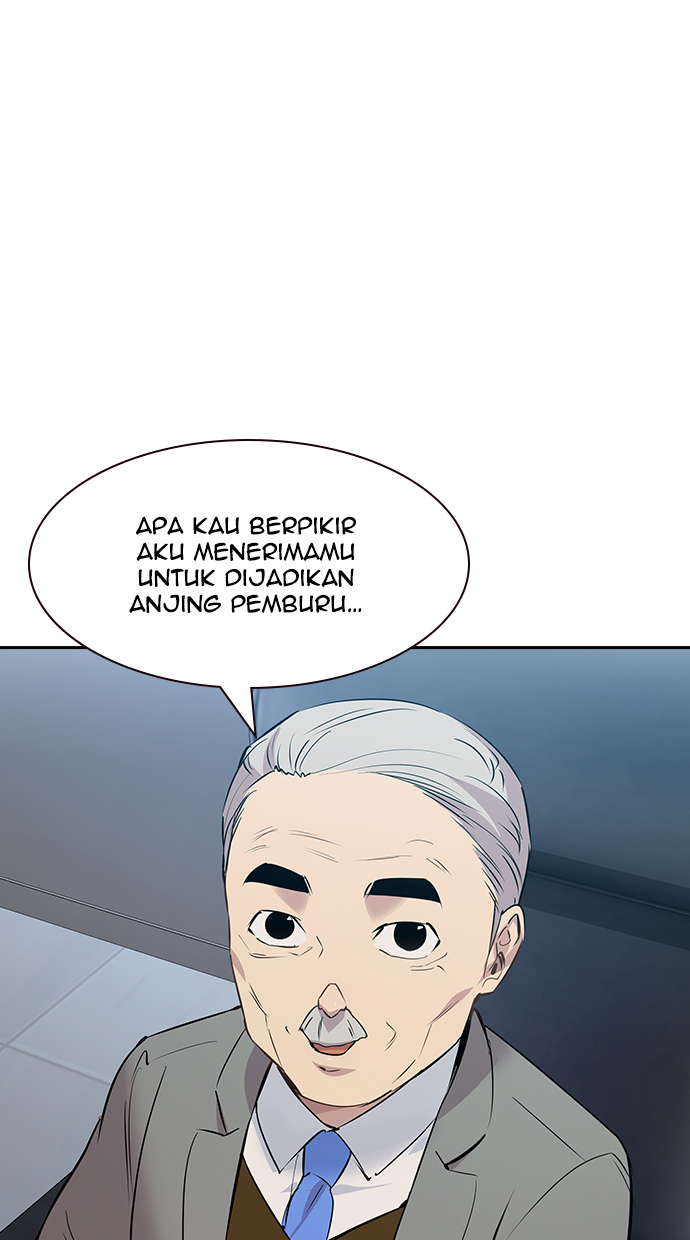 APA KAU BERPIKIR
AKU MENERIMAMU
UNTUK DIJADIKAN
ANJING PEMBURU...